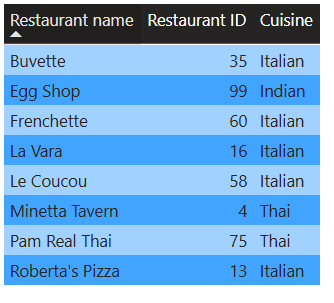 Restaurant name Restaurant ID Cuisine
Buvette 35 Italian
Egg Shop 99 Indian
Frenchette 60 Italian
La Vara 16 Italian
Le Coucou 58 Italian
Minetta Tavern 4 Thai
Pam Real Thai 75 Thai
Roberta's Pizza 13 Italian